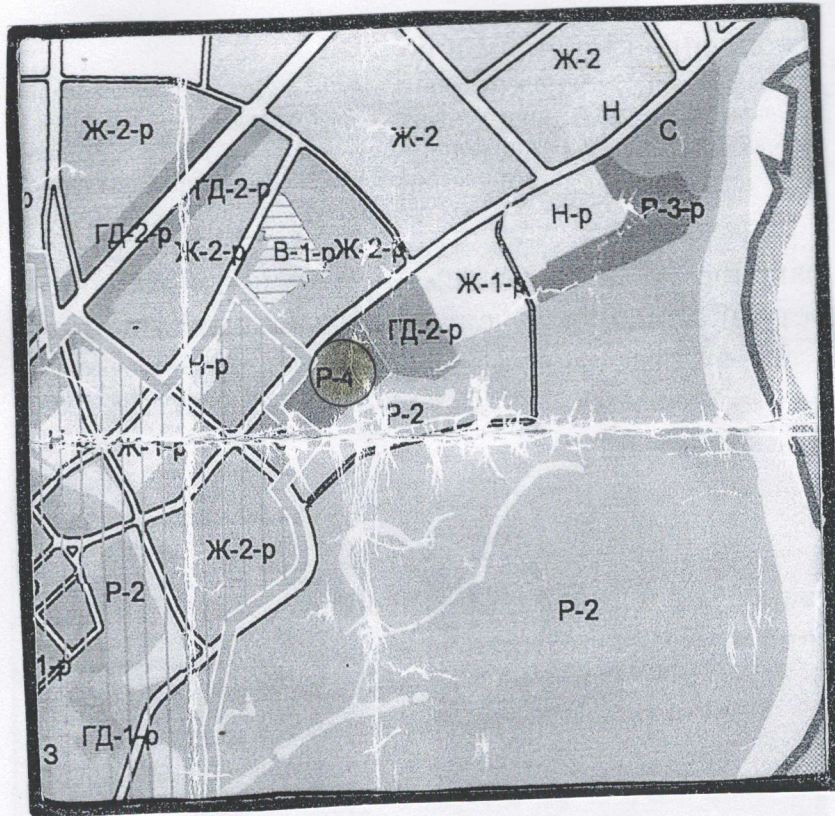 Ж-2
Н
Ж-2-р
Ж-2
С
ГД-2-р
Р-3-р
Н-р
ГД-2-р
Ж-2-р
В-1-р
Ж-2-р
Ж-1-р
ГД-2-р
Н-р
Р-4
Р-2
Ж-1-р
Ж-2-р
Р-2
Р-2
ГД-1-р
З